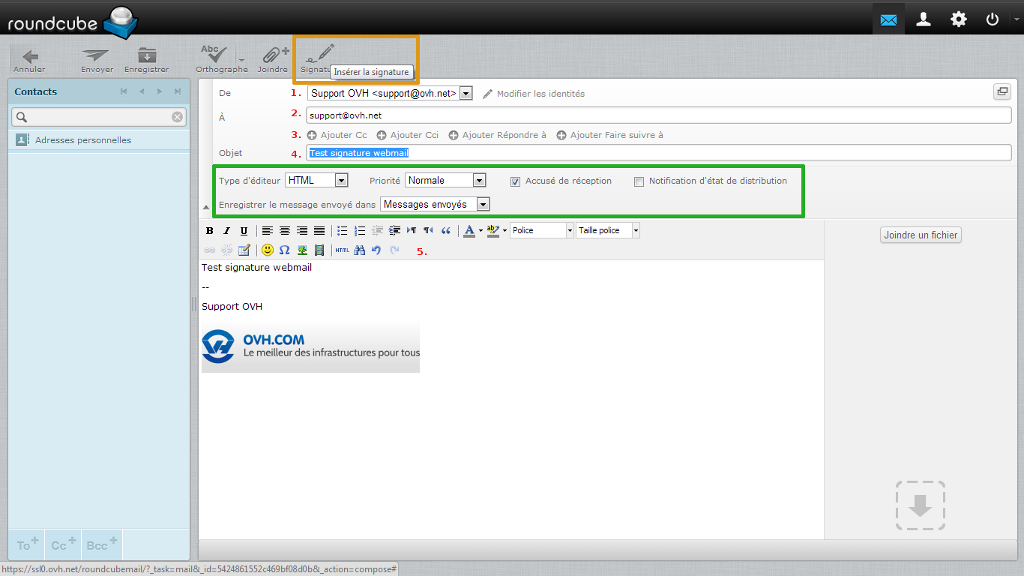 roundcube
Annuler Envoyer Enregistrer Abc Orthographe Joindre Signatu
Insérer la signature
Contacts
Adresses personnelles
De 1. Support OVH <support@ovh.net> Modifier les identités
À 2. support@ovh.net
3. Ajouter Cc Ajouter Cci Ajouter Répondre à Ajouter Faire suivre à
Objet 4. Test signature webmail
Type d'éditeur HTML Priorité Normale Accusé de réception Notification d'état de distribution
Enregistrer le message envoyé dans Messages envoyés
B I U A ab Police Taille police
Ω HTML 5.
Joindre un fichier
Test signature webmail
--
Support OVH
OVH.COM
Le meilleur des infrastructures pour tous
To+ Cc+ Bcc+
https://ssl0.ovh.net/roundcubemail/?_task=mail&_id=5424861552c469bf08d0b&_action=compose#